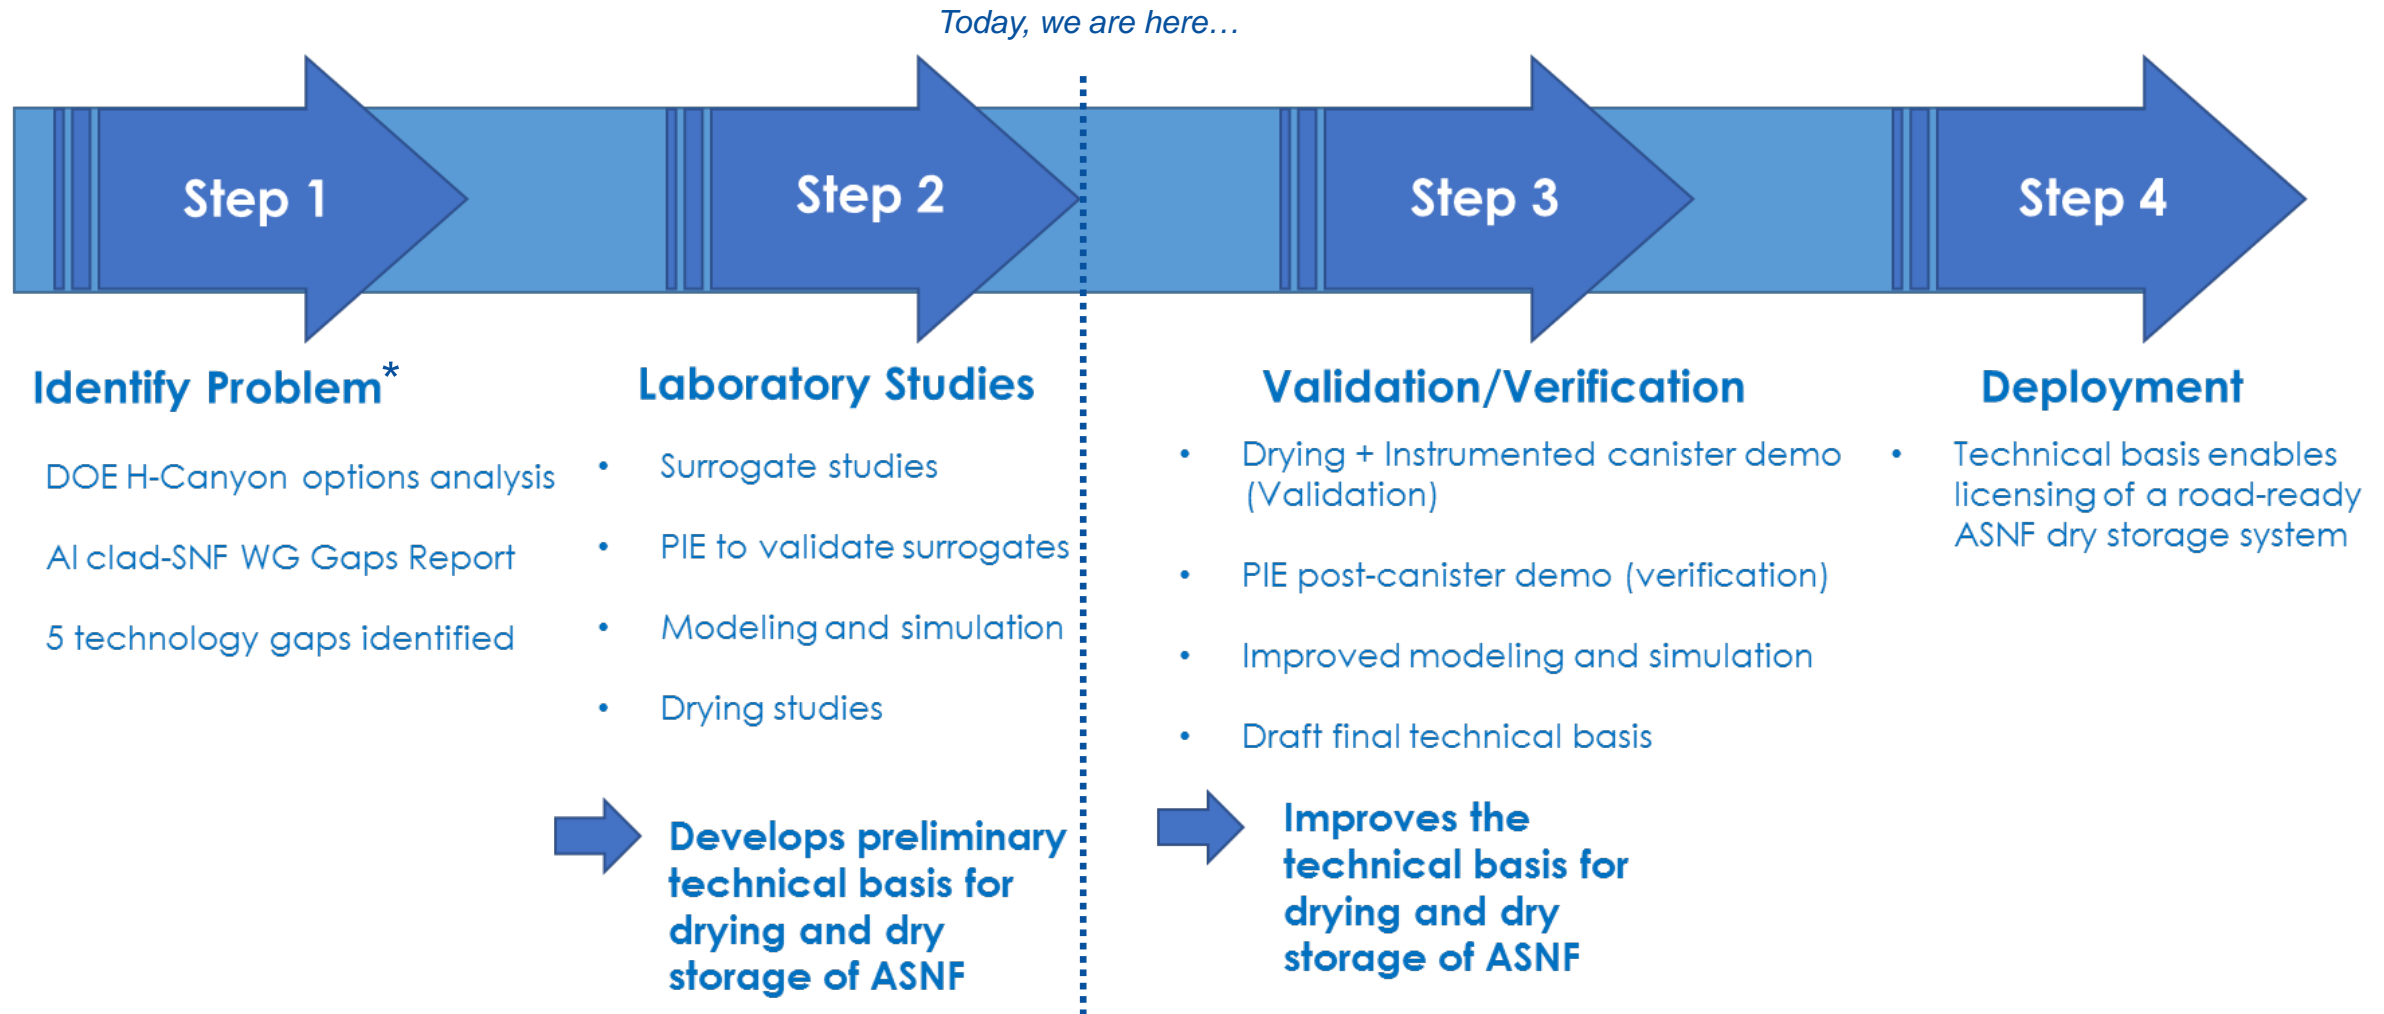 Today, we are here…
Step 1
Step 2
Step 3
Step 4
Identify Problem*
DOE H-Canyon options analysis
Al clad-SNF WG Gaps Report
5 technology gaps identified
Laboratory Studies
• Surrogate studies
• PIE to validate surrogates
• Modeling and simulation
• Drying studies
Develops preliminary
technical basis for
drying and dry
storage of ASNF
Validation/Verification
• Drying + Instrumented canister demo
(Validation)
• PIE post-canister demo (verification)
• Improved modeling and simulation
• Draft final technical basis
Improves the
technical basis for
drying and dry
storage of ASNF
Deployment
• Technical basis enables
licensing of a road-ready
ASNF dry storage system